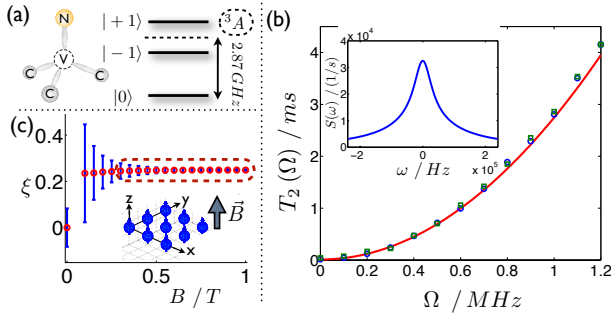 (a)
N
V
C
C
C
|+1⟩
|−1⟩
|0⟩
³A
2.87GHz
(c)
ξ
0.4
0.2
0
0
0.5
1
B / T
z
y
x
B⃗
(b)
T₂(Ω) / ms
4
3
2
1
0
0
0.2
0.4
0.6
0.8
1.0
1.2
Ω / MHz
x 10⁴
S(ω) / (1/s)
4
3
2
1
0
−2
0
2
x 10⁵
ω / Hz